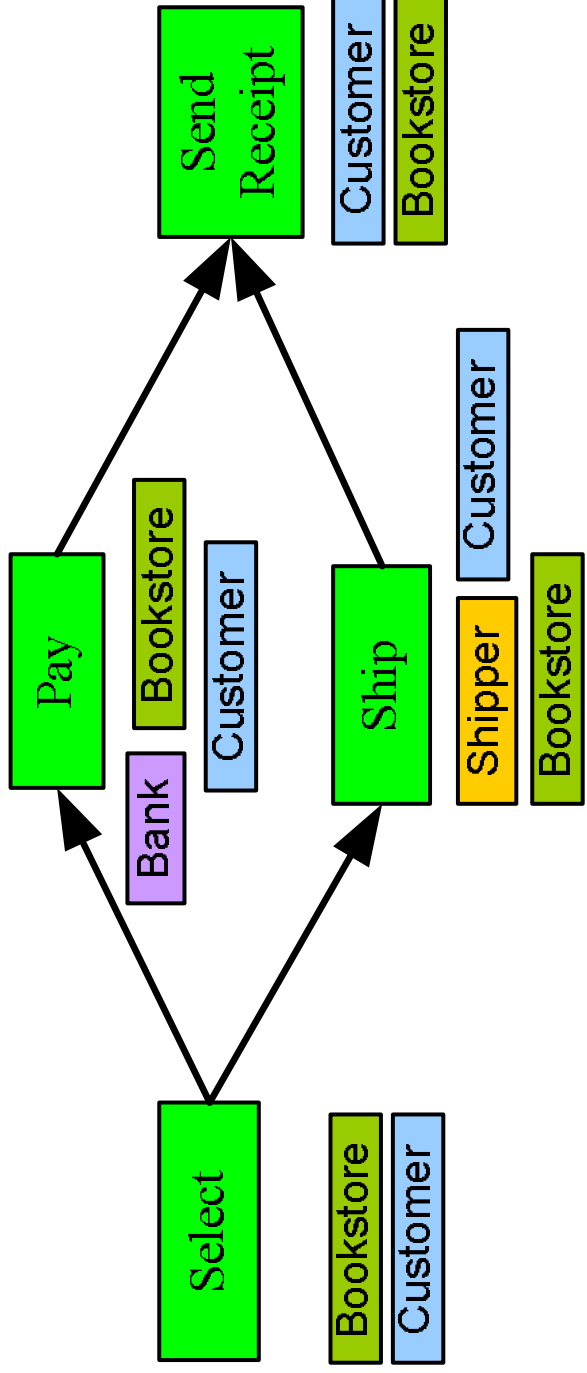 Select
Bookstore
Customer
Pay
Bank
Bookstore
Customer
Ship
Shipper
Customer
Bookstore
Send
Receipt
Customer
Bookstore